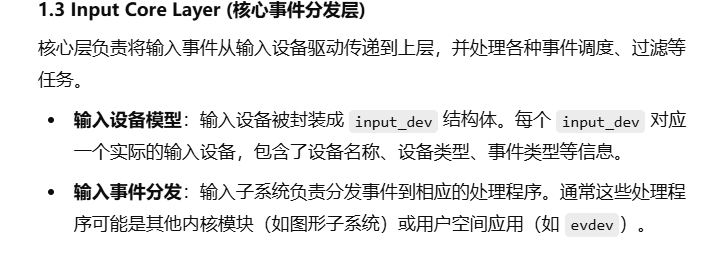 1.3 Input Core Layer (核心事件分发层)
核心层负责将输入事件从输入设备驱动传递到上层，并处理各种事件调度、过滤等
任务。
• 输入设备模型：输入设备被封装成 input_dev 结构体。每个 input_dev 对应
一个实际的输入设备，包含了设备名称、设备类型、事件类型等信息。
• 输入事件分发：输入子系统负责分发事件到相应的处理程序。通常这些处理程
序可能是其他内核模块（如图形子系统）或用户空间应用（如 evdev ）。